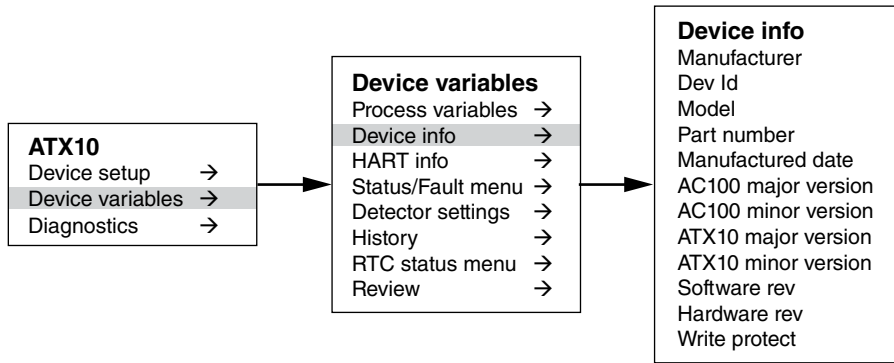 ATX10
Device setup →
Device variables →
Diagnostics →
Device variables
Process variables →
Device info →
HART info →
Status/Fault menu →
Detector settings →
History →
RTC status menu →
Review →
Device info
Manufacturer
Dev Id
Model
Part number
Manufactured date
AC100 major version
AC100 minor version
ATX10 major version
ATX10 minor version
Software rev
Hardware rev
Write protect